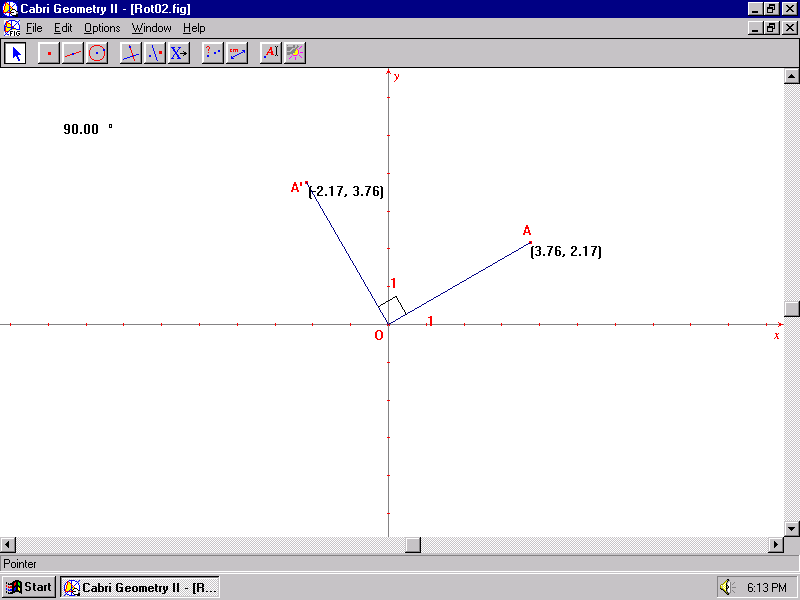 Cabri Geometry II - [Rot02.fig]
FIG File Edit Options Window Help
X ? cm A
y
90.00 °
A' (-2.17, 3.76)
A
(3.76, 2.17)
1
1
O
x
Pointer
Start Cabri Geometry II - [R... 6:13 PM